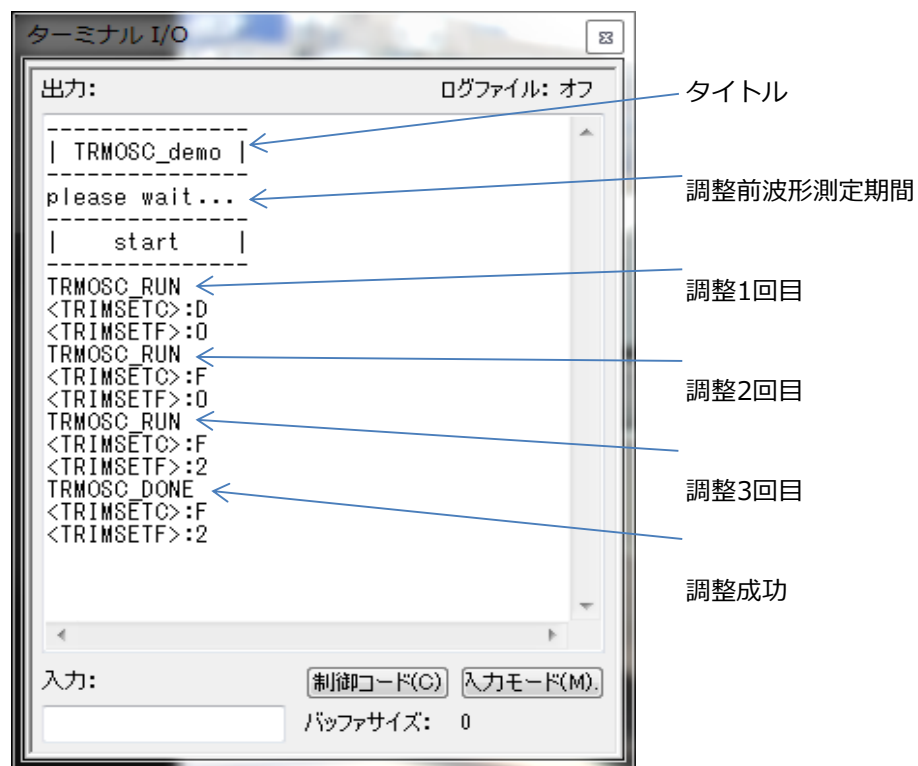 ターミナル I/O
出力: ログファイル: オフ
---------------
| TRMOSC_demo |
---------------
please wait...
---------------
| start |
---------------
TRMOSC_RUN
<TRIMSETC>:D
<TRIMSETF>:0
TRMOSC_RUN
<TRIMSETC>:F
<TRIMSETF>:0
TRMOSC_RUN
<TRIMSETC>:F
<TRIMSETF>:2
TRMOSC_DONE
<TRIMSETC>:F
<TRIMSETF>:2
入力: 制御コード(C) 入力モード(M).
バッファサイズ: 0
タイトル
調整前波形測定期間
調整1回目
調整2回目
調整3回目
調整成功